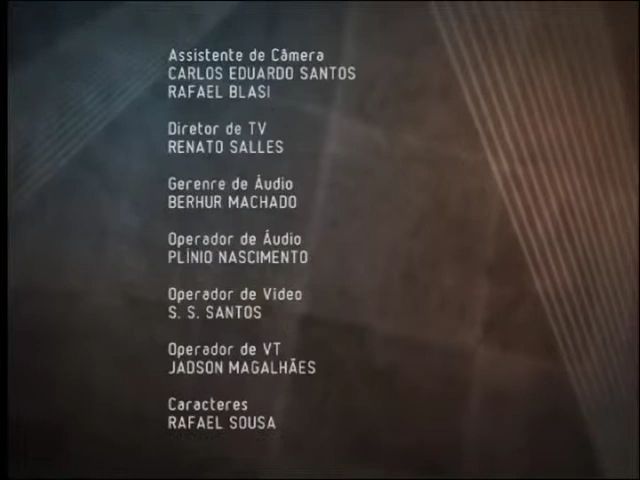 Assistente de Câmera
CARLOS EDUARDO SANTOS
RAFAEL BLASI
Diretor de TV
RENATO SALLES
Gerenre de Áudio
BERHUR MACHADO
Operador de Áudio
PLÍNIO NASCIMENTO
Operador de Vídeo
S. S. SANTOS
Operador de VT
JADSON MAGALHÃES
Caracteres
RAFAEL SOUSA